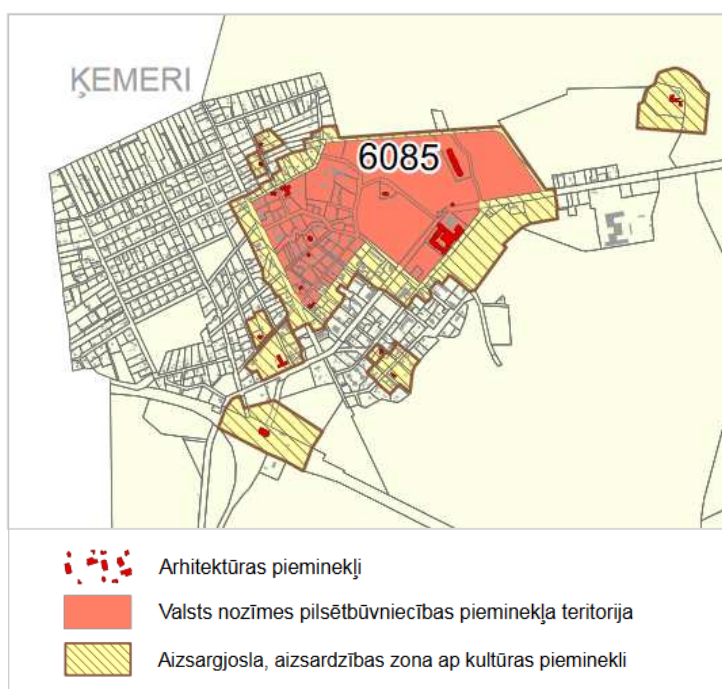 ĶEMERI
6085
Arhitektūras pieminekļi
Valsts nozīmes pilsētbūvniecības pieminekļa teritorija
Aizsargjosla, aizsardzības zona ap kultūras pieminekli